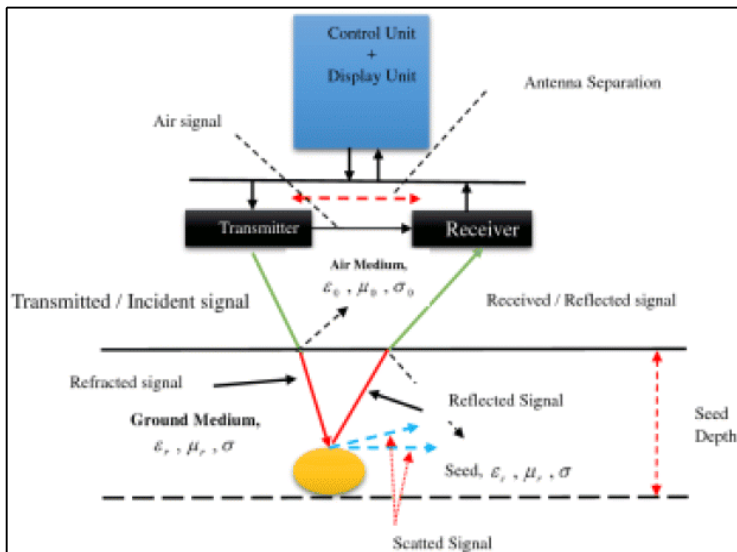 Control Unit
+
Display Unit
Antenna Separation
Air signal
Transmitter
Receiver
Air Medium,
ε₀ , μ₀ , σ₀
Transmitted / Incident signal
Received / Reflected signal
Refracted signal
Reflected Signal
Seed
Depth
Ground Medium,
εᵣ , μᵣ , σ
Seed, εᵣ , μᵣ , σ
Scatted Signal